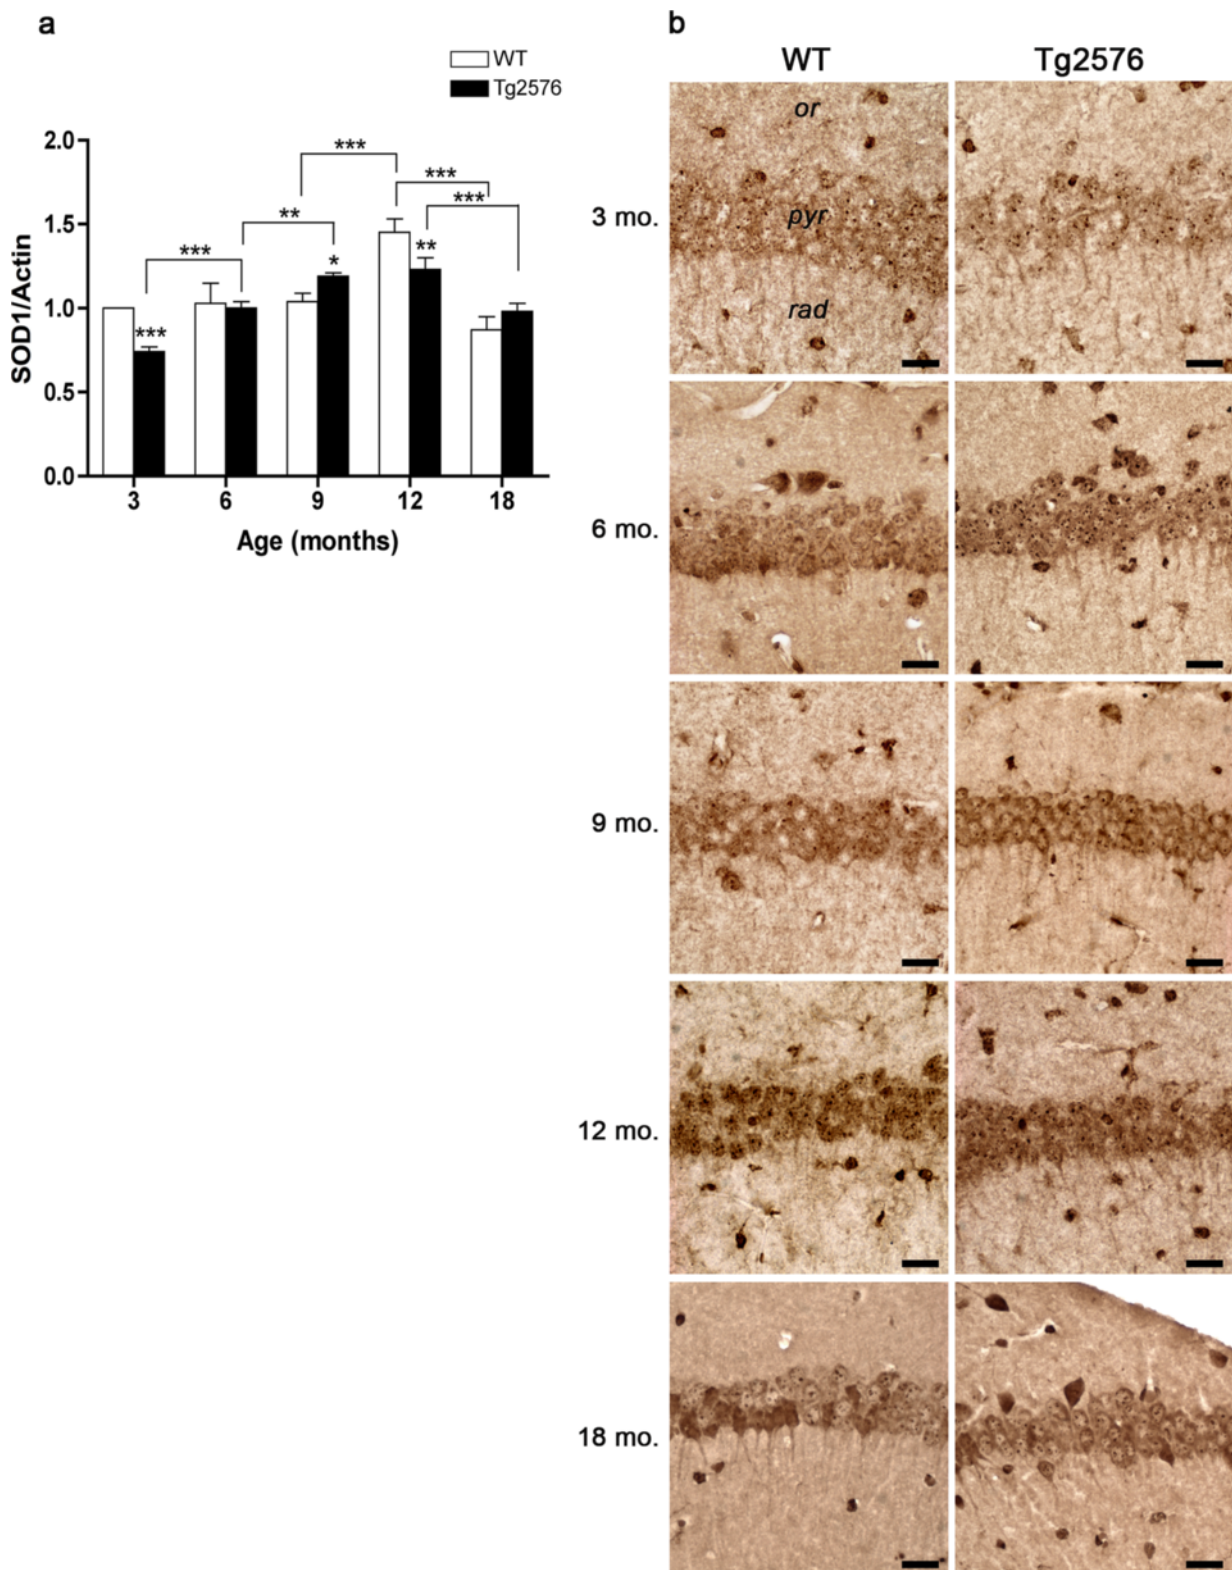 a
WT
Tg2576
2.0
1.5
1.0
0.5
0.0
SOD1/Actin
***
***
***
***
**
***
*
**
***
3
6
9
12
18
Age (months)
b
WT
Tg2576
3 mo.
or
pyr
rad
6 mo.
9 mo.
12 mo.
18 mo.